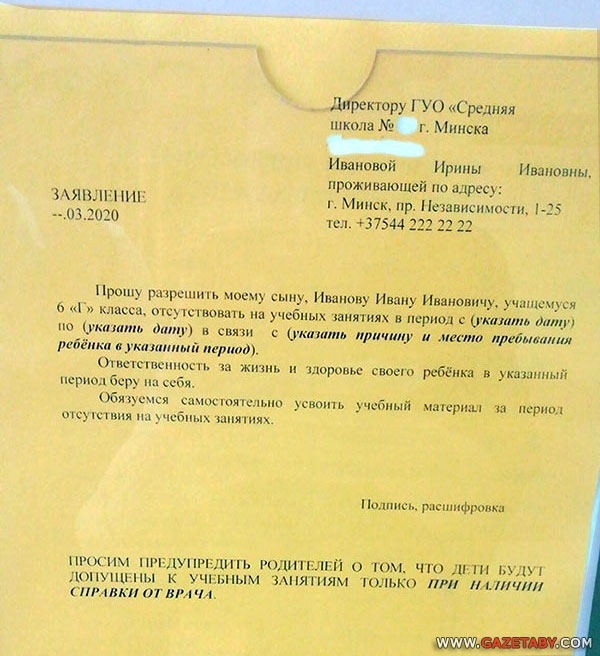 Директору ГУО «Средняя
школа № г. Минска
Ивановой Ирины Ивановны,
проживающей по адресу:
г. Минск, пр. Независимости, 1-25
тел. +37544 222 22 22
ЗАЯВЛЕНИЕ
--.03.2020
Прошу разрешить моему сыну, Иванову Ивану Ивановичу, учащемуся
6 «Г» класса, отсутствовать на учебных занятиях в период с (указать дату)
по (указать дату) в связи с (указать причину и место пребывания
ребёнка в указанный период).
Ответственность за жизнь и здоровье своего ребёнка в указанный
период беру на себя.
Обязуемся самостоятельно усвоить учебный материал за период
отсутствия на учебных занятиях.
Подпись, расшифровка
ПРОСИМ ПРЕДУПРЕДИТЬ РОДИТЕЛЕЙ О ТОМ, ЧТО ДЕТИ БУДУТ
ДОПУЩЕНЫ К УЧЕБНЫМ ЗАНЯТИЯМ ТОЛЬКО ПРИ НАЛИЧИИ
СПРАВКИ ОТ ВРАЧА.
WWW.GAZETABY.COM